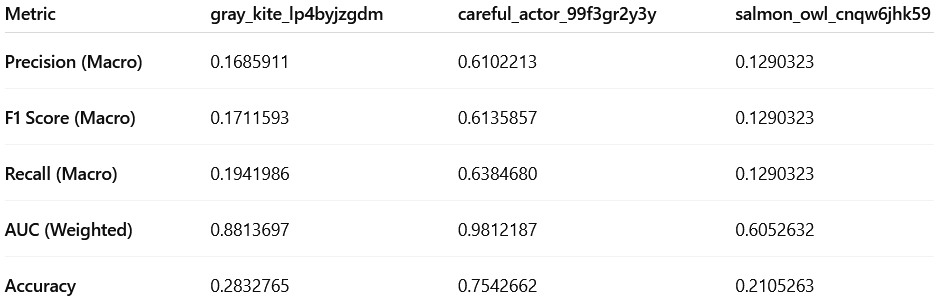 Metric gray_kite_lp4byjzgdm careful_actor_99f3gr2y3y salmon_owl_cnqw6jhk59
Precision (Macro) 0.1685911 0.6102213 0.1290323
F1 Score (Macro) 0.1711593 0.6135857 0.1290323
Recall (Macro) 0.1941986 0.6384680 0.1290323
AUC (Weighted) 0.8813697 0.9812187 0.6052632
Accuracy 0.2832765 0.7542662 0.2105263